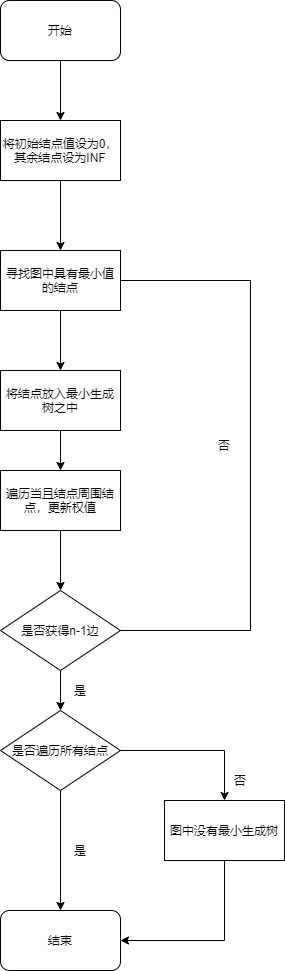 开始
将初始结点值设为0，
其余结点设为INF
寻找图中具有最小值
的结点
将结点放入最小生成
树之中
否
遍历当且结点周围结
点，更新权值
是否获得n-1边
是
是否遍历所有结点
否
图中没有最小生成树
是
结束